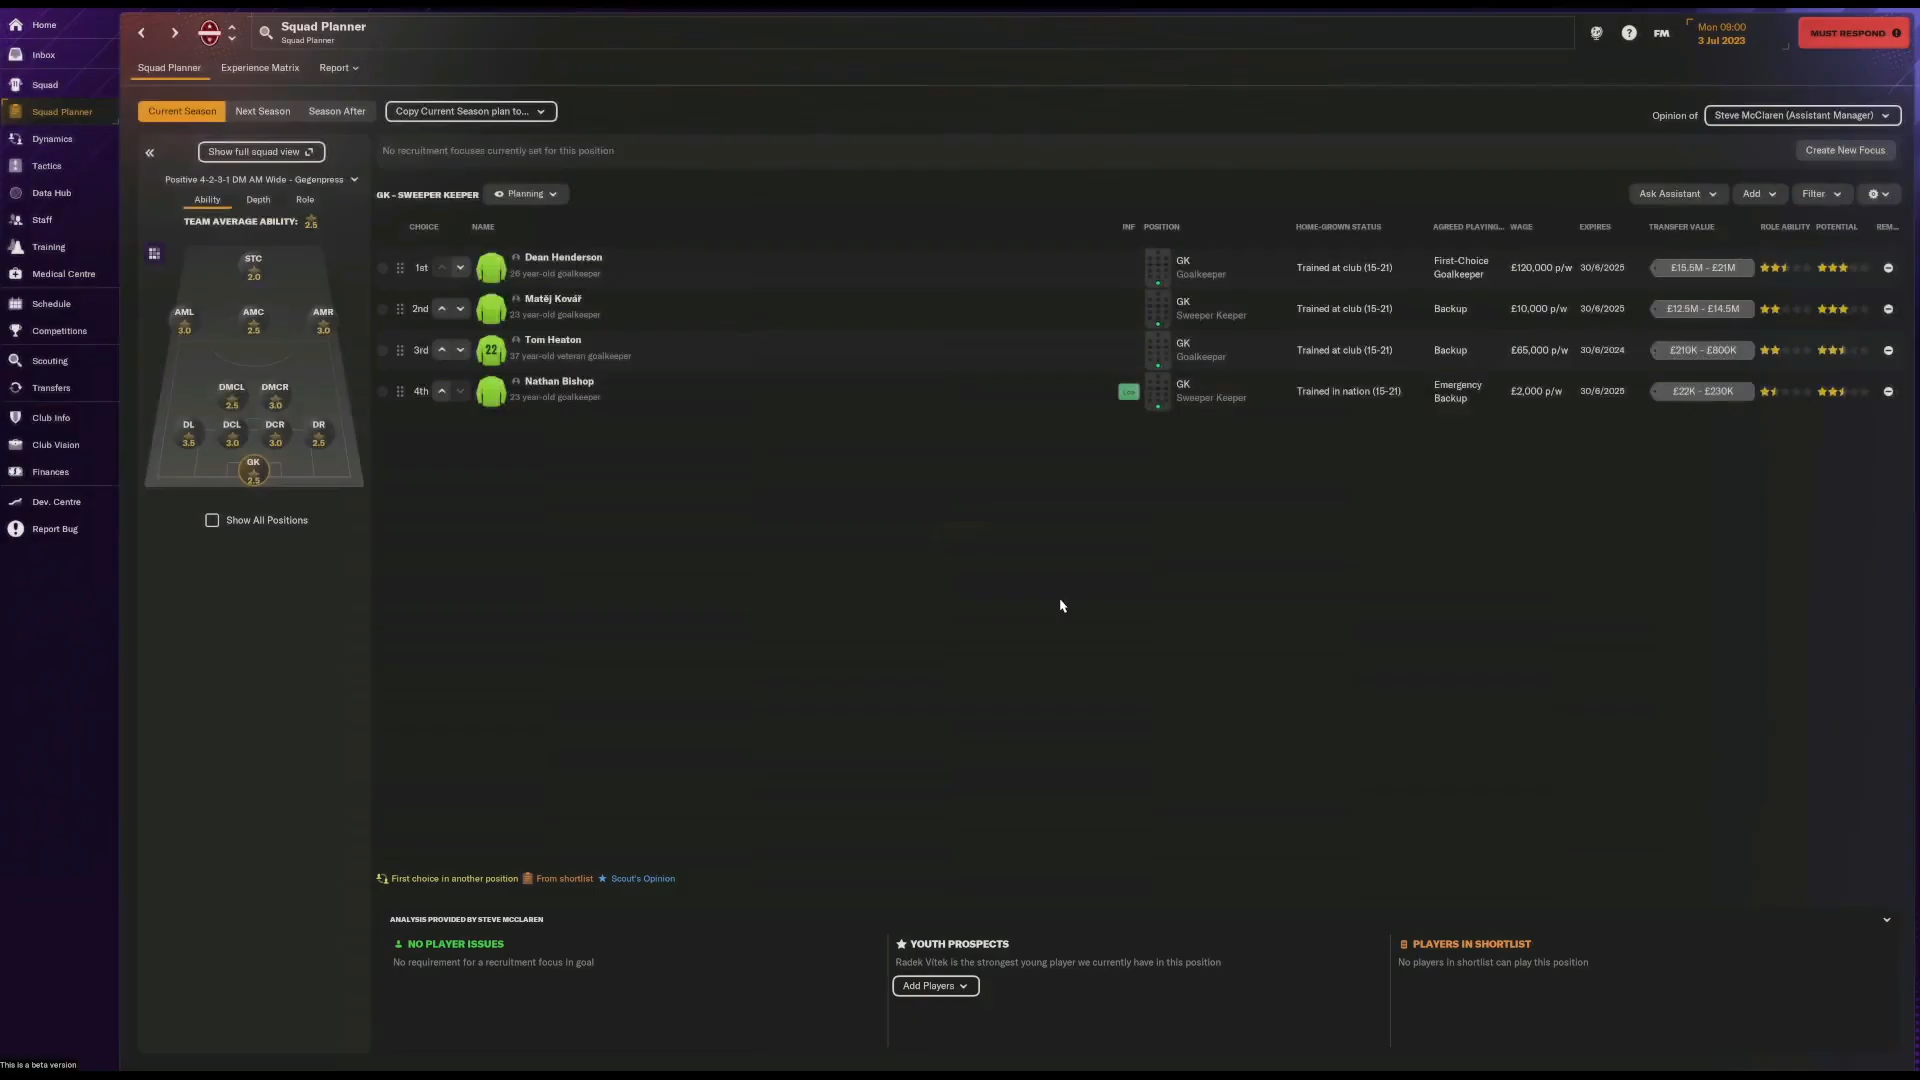 Home
Inbox
Squad
Squad Planner
Dynamics
Tactics
Data Hub
Staff
Training
Medical Centre
Schedule
Competitions
Scouting
Transfers
Club Info
Club Vision
Finances
Dev. Centre
Report Bug
This is a beta version
Squad Planner
Squad Planner
FM
Mon 09:00
3 Jul 2023
MUST RESPOND
Squad Planner Experience Matrix Report
Current Season Next Season Season After Copy Current Season plan to...
Opinion of Steve McClaren (Assistant Manager)
Show full squad view
Positive 4-2-3-1 DM AM Wide - Gegenpress
Ability Depth Role
TEAM AVERAGE ABILITY: 2.5
STC
2.0
AML AMC AMR
3.0 2.5 3.0
DMCL DMCR
2.5 3.0
DL DCL DCR DR
3.5 3.0 3.0 2.5
GK
2.5
Show All Positions
No recruitment focuses currently set for this position
Create New Focus
GK - SWEEPER KEEPER Planning
Ask Assistant Add Filter
CHOICE NAME INF POSITION HOME-GROWN STATUS AGREED PLAYING... WAGE EXPIRES TRANSFER VALUE ROLE ABILITY POTENTIAL REM...
1st Dean Henderson GK Trained at club (15-21) First-Choice £120,000 p/w 30/6/2025 £15.5M - £21M
26 year-old goalkeeper Goalkeeper Goalkeeper
2nd Matěj Kovář GK Trained at club (15-21) Backup £10,000 p/w 30/6/2025 £12.5M - £14.5M
23 year-old goalkeeper Sweeper Keeper
3rd 22 Tom Heaton GK Trained at club (15-21) Backup £65,000 p/w 30/6/2024 £210K - £800K
37 year-old veteran goalkeeper Goalkeeper
4th Nathan Bishop GK Trained in nation (15-21) Emergency £2,000 p/w 30/6/2025 £22K - £230K
23 year-old goalkeeper Sweeper Keeper Backup
First choice in another position From shortlist Scout's Opinion
ANALYSIS PROVIDED BY STEVE MCCLAREN
NO PLAYER ISSUES
No requirement for a recruitment focus in goal
YOUTH PROSPECTS
Radek Vítek is the strongest young player we currently have in this position
Add Players
PLAYERS IN SHORTLIST
No players in shortlist can play this position